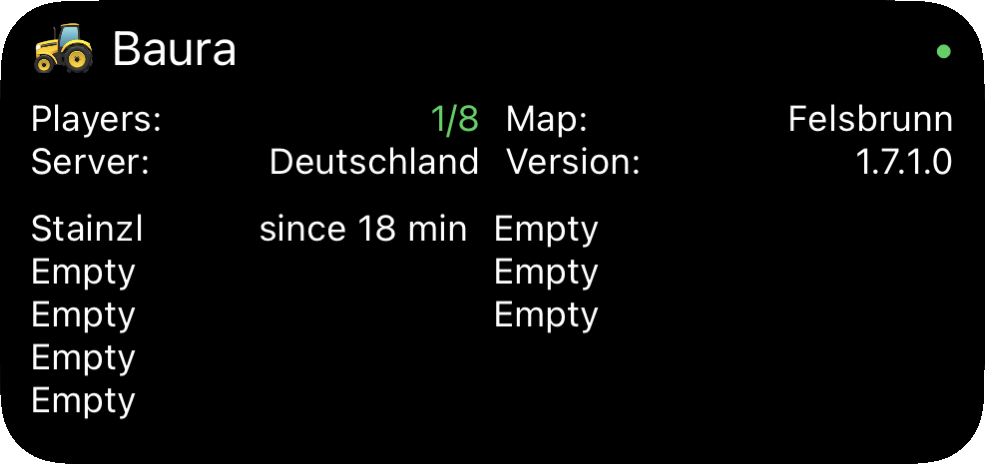 Baura
Players: 1/8 Map: Felsbrunn
Server: Deutschland Version: 1.7.1.0
Stainzl since 18 min Empty
Empty Empty
Empty Empty
Empty
Empty